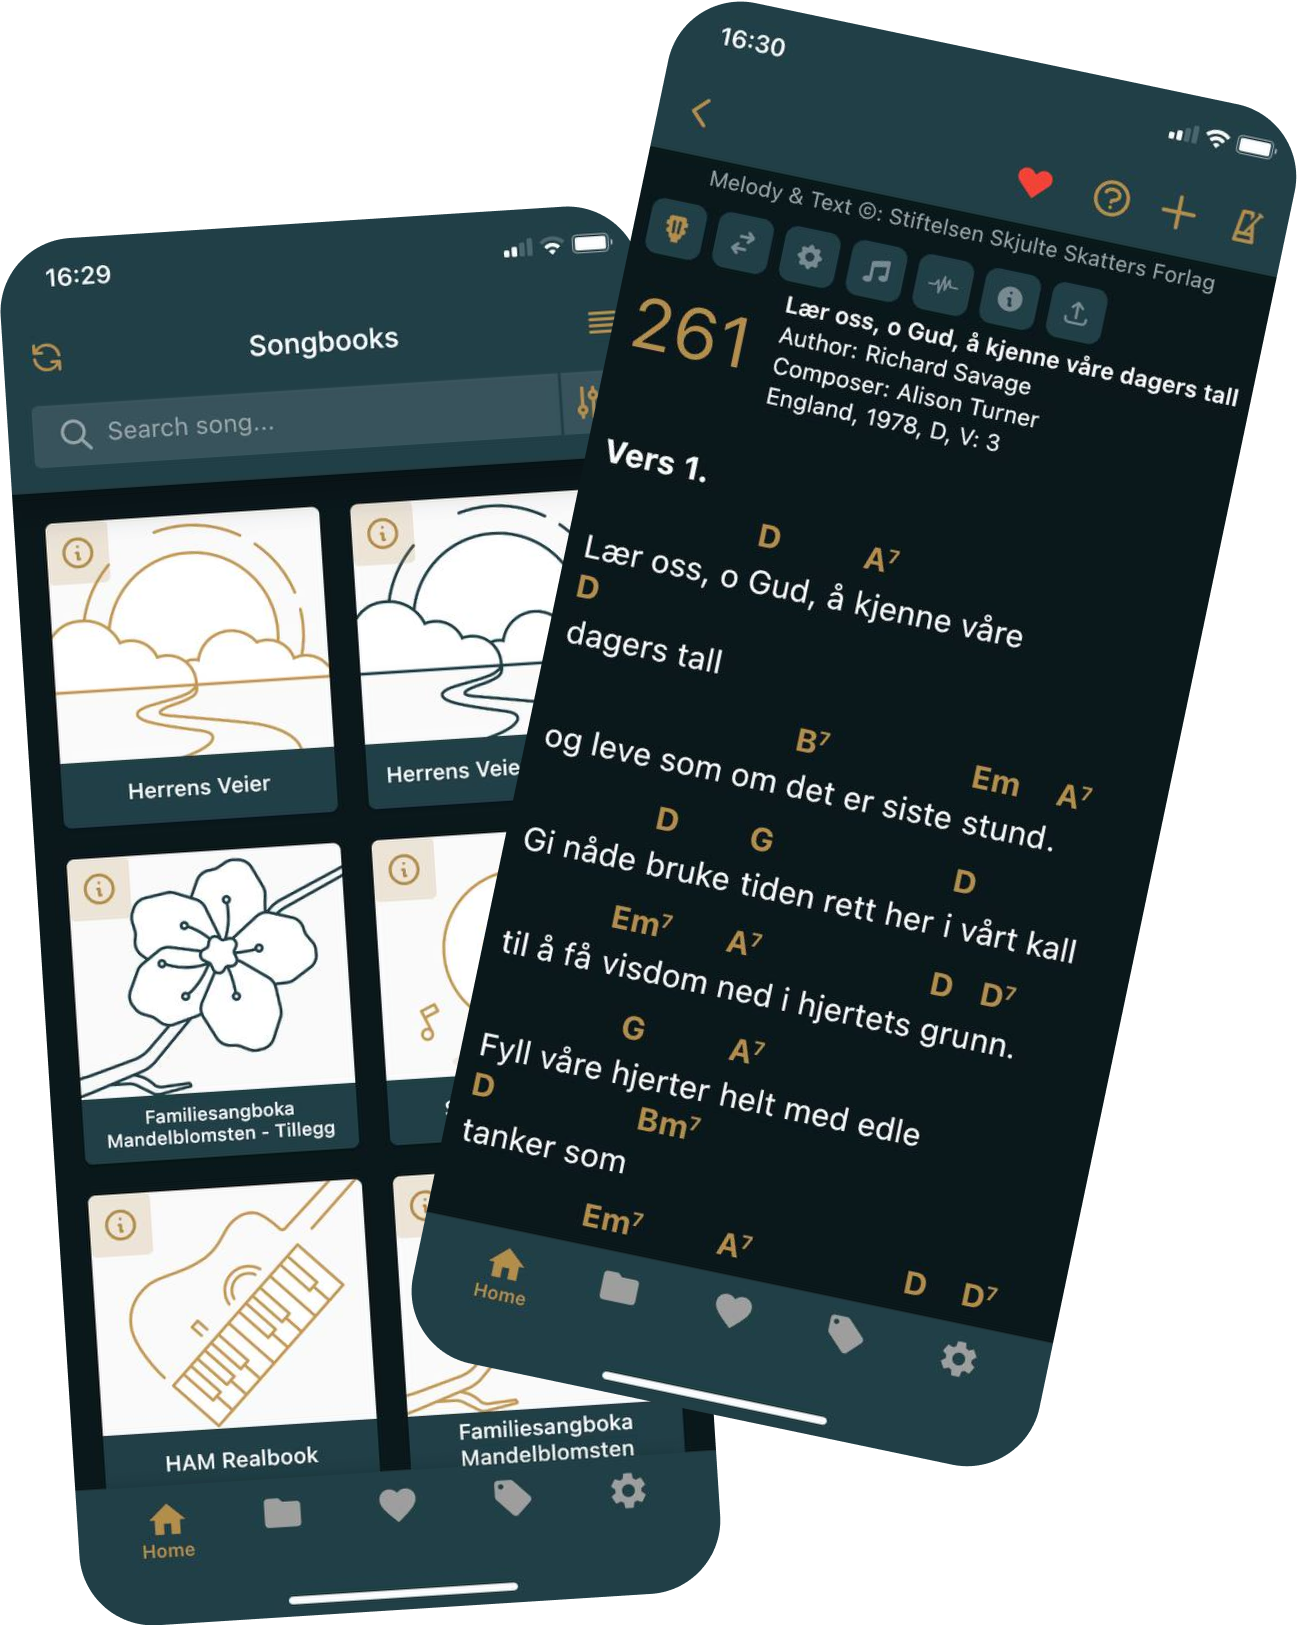 16:29
Songbooks
Search song...
Herrens Veier
Herrens Veie
Familiesangboka
Mandelblomsten - Tillegg
S
HAM Realbook
Familiesangboka
Mandelblomsten
Home
16:30
Melody & Text ©: Stiftelsen Skjulte Skatters Forlag
261
Lær oss, o Gud, å kjenne våre dagers tall
Author: Richard Savage
Composer: Alison Turner
England, 1978, D, V: 3
Vers 1.
D A7
Lær oss, o Gud, å kjenne våre
D
dagers tall
B7 Em A7
og leve som om det er siste stund.
D G D
Gi nåde bruke tiden rett her i vårt kall
Em7 A7 D D7
til å få visdom ned i hjertets grunn.
G A7
Fyll våre hjerter helt med edle
D Bm7
tanker som
Em7 A7 D D7
Home